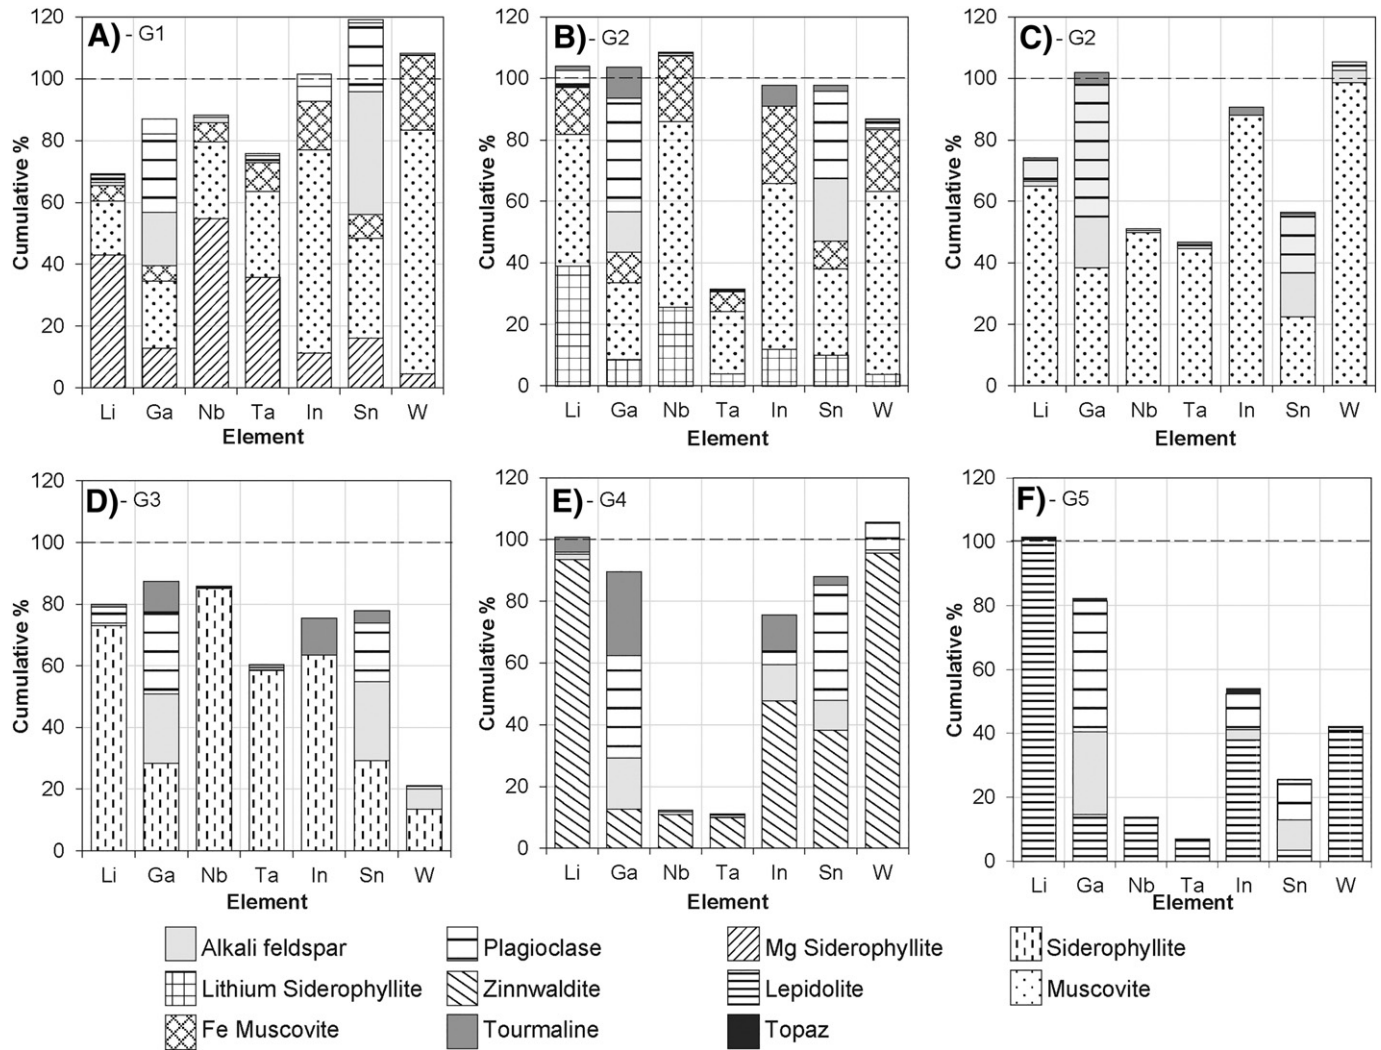 A) - G1
Cumulative %
120
100
80
60
40
20
0
Li Ga Nb Ta In Sn W
Element
B) - G2
Cumulative %
120
100
80
60
40
20
0
Li Ga Nb Ta In Sn W
Element
C) - G2
Cumulative %
120
100
80
60
40
20
0
Li Ga Nb Ta In Sn W
Element
D) - G3
Cumulative %
120
100
80
60
40
20
0
Li Ga Nb Ta In Sn W
Element
E) - G4
Cumulative %
120
100
80
60
40
20
0
Li Ga Nb Ta In Sn W
Element
F) - G5
Cumulative %
120
100
80
60
40
20
0
Li Ga Nb Ta In Sn W
Element
Alkali feldspar Plagioclase Mg Siderophyllite Siderophyllite
Lithium Siderophyllite Zinnwaldite Lepidolite Muscovite
Fe Muscovite Tourmaline Topaz